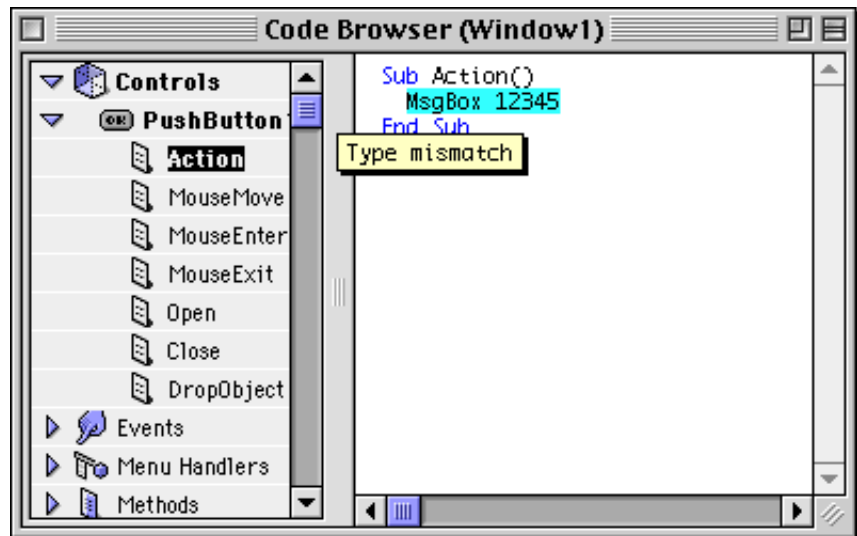 Code Browser (Window1)
Controls
OK PushButton
Action
MouseMove
MouseEnter
MouseExit
Open
Close
DropObject
Events
Menu Handlers
Methods
Sub Action()
MsgBox 12345
End Sub
Type mismatch